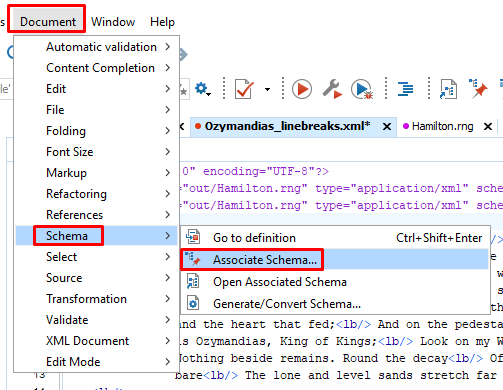 s Document Window Help
Automatic validation
Content Completion
Edit
File
Folding
Font Size
Markup
Refactoring
References
Schema
Select
Source
Transformation
Validate
XML Document
Edit Mode
Ozymandias_linebreaks.xml* Hamilton.rng
0" encoding="UTF-8"?>
="out/Hamilton.rng" type="application/xml" sche
="out/Hamilton.rng" type="application/xml" sche
Go to definition Ctrl+Shift+Enter
Associate Schema...
Open Associated Schema
Generate/Convert Schema...
and the heart that fed;<lb/> And on the pedesta
is Ozymandias, King of Kings;<lb/> Look on my W
Nothing beside remains. Round the decay<lb/> Of
13 bare<lb/> The lone and level sands stretch far